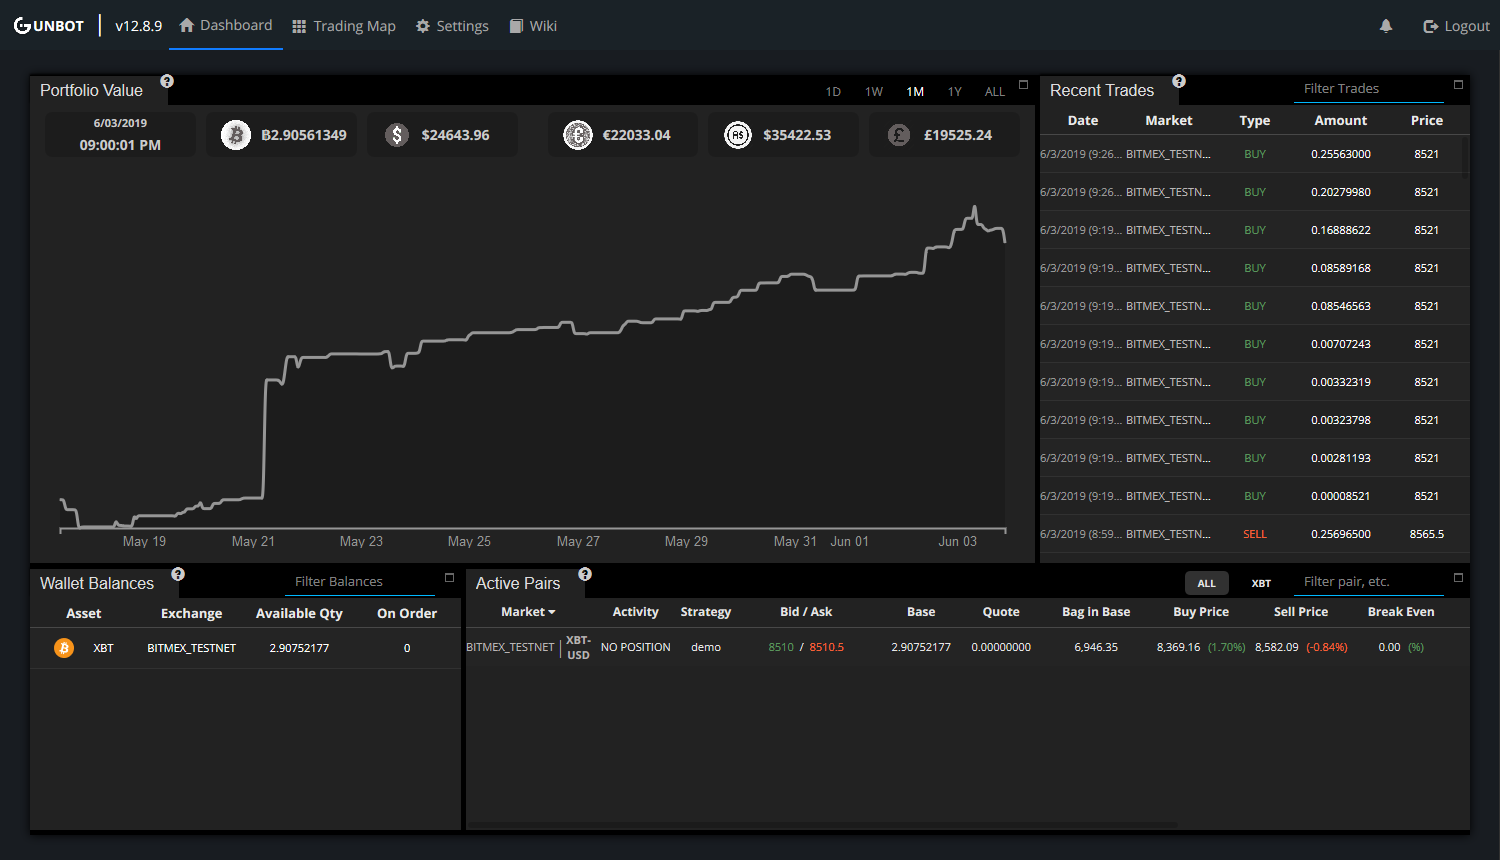 GUNBOT v12.8.9 Dashboard Trading Map Settings Wiki Logout
Portfolio Value ? 1D 1W 1M 1Y ALL
6/03/2019
09:00:01 PM
฿2.90561349 $24643.96 €22033.04 A$ $35422.53 £19525.24
May 19 May 21 May 23 May 25 May 27 May 29 May 31 Jun 01 Jun 03
Recent Trades ? Filter Trades
Date Market Type Amount Price
6/3/2019 (9:26... BITMEX_TESTN... BUY 0.25563000 8521
6/3/2019 (9:26... BITMEX_TESTN... BUY 0.20279980 8521
6/3/2019 (9:19... BITMEX_TESTN... BUY 0.16888622 8521
6/3/2019 (9:19... BITMEX_TESTN... BUY 0.08589168 8521
6/3/2019 (9:19... BITMEX_TESTN... BUY 0.08546563 8521
6/3/2019 (9:19... BITMEX_TESTN... BUY 0.00707243 8521
6/3/2019 (9:19... BITMEX_TESTN... BUY 0.00332319 8521
6/3/2019 (9:19... BITMEX_TESTN... BUY 0.00323798 8521
6/3/2019 (9:19... BITMEX_TESTN... BUY 0.00281193 8521
6/3/2019 (9:19... BITMEX_TESTN... BUY 0.00008521 8521
6/3/2019 (8:59... BITMEX_TESTN... SELL 0.25696500 8565.5
Wallet Balances ? Filter Balances
Asset Exchange Available Qty On Order
XBT BITMEX_TESTNET 2.90752177 0
Active Pairs ? ALL XBT Filter pair, etc.
Market Activity Strategy Bid / Ask Base Quote Bag in Base Buy Price Sell Price Break Even
BITMEX_TESTNET | XBT-USD NO POSITION demo 8510 / 8510.5 2.90752177 0.00000000 6,946.35 8,369.16 (1.70%) 8,582.09 (-0.84%) 0.00 (%)